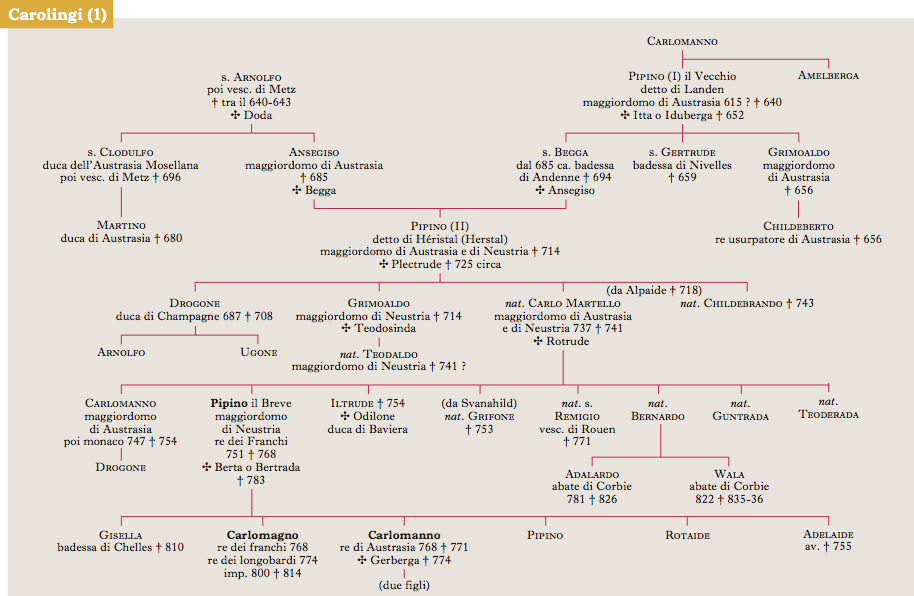 Carolingi (1)
CARLOMANNO
AMELBERGA
s. ARNOLFO
poi vesc. di Metz
† tra il 640-643
✣ Doda
PIPINO (I) il Vecchio
detto di Landen
maggiordomo di Austrasia 615 ? † 640
✣ Itta o Iduberga † 652
s. CLODULFO
duca dell'Austrasia Mosellana
poi vesc. di Metz † 696
ANSEGISO
maggiordomo di Austrasia
† 685
✣ Begga
s. BEGGA
dal 685 ca. badessa
di Andenne † 694
✣ Ansegiso
s. GERTRUDE
badessa di Nivelles
† 659
GRIMOALDO
maggiordomo
di Austrasia
† 656
MARTINO
duca di Austrasia † 680
PIPINO (II)
detto di Héristal (Herstal)
maggiordomo di Austrasia e di Neustria † 714
✣ Plectrude † 725 circa
CHILDEBERTO
re usurpatore di Austrasia † 656
DROGONE
duca di Champagne 687 † 708
GRIMOALDO
maggiordomo di Neustria † 714
✣ Teodosinda
nat. CARLO MARTELLO
maggiordomo di Austrasia
e di Neustria 737 † 741
✣ Rotrude
(da Alpaide † 718)
nat. CHILDEBRANDO † 743
ARNOLFO
UGONE
nat. TEODALDO
maggiordomo di Neustria † 741 ?
CARLOMANNO
maggiordomo
di Austrasia
poi monaco 747 † 754
DROGONE
Pipino il Breve
maggiordomo
di Neustria
re dei Franchi
751 † 768
✣ Berta o Bertrada
† 783
ILTRUDE † 754
✣ Odilone
duca di Baviera
(da Svanahild)
nat. GRIFONE
† 753
nat. s.
REMIGIO
vesc. di Rouen
† 771
nat.
BERNARDO
nat.
GUNTRADA
nat.
TEODERADA
ADALARDO
abate di Corbie
781 † 826
WALA
abate di Corbie
822 † 835-36
GISELLA
badessa di Chelles † 810
Carlomagno
re dei franchi 768
re dei longobardi 774
imp. 800 † 814
Carlomanno
re di Austrasia 768 † 771
✣ Gerberga † 774
(due figli)
PIPINO
ROTAIDE
ADELAIDE
av. † 755